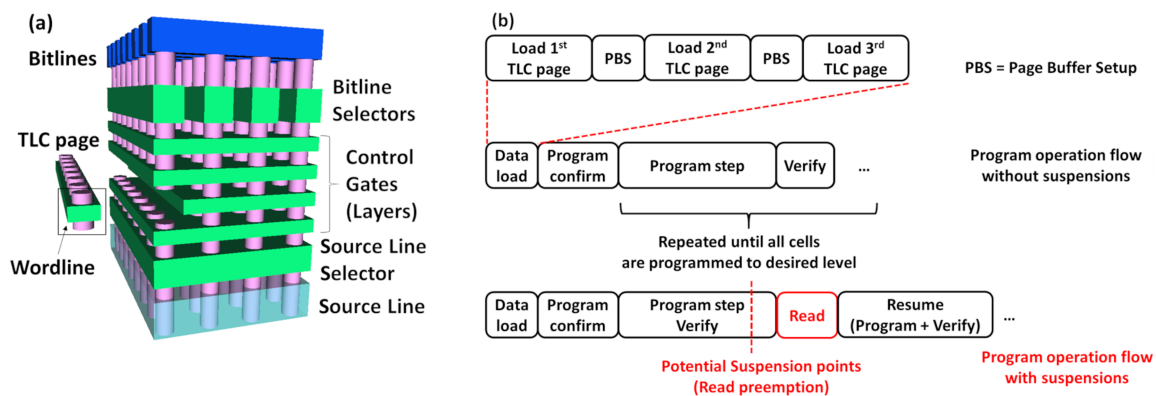 (a)
Bitlines
Bitline
Selectors
TLC page
Control
Gates
(Layers)
Wordline
Source Line
Selector
Source Line
(b)
Load 1st
TLC page
PBS
Load 2nd
TLC page
PBS
Load 3rd
TLC page
PBS = Page Buffer Setup
Data
load
Program
confirm
Program step
Verify
...
Program operation flow
without suspensions
Repeated until all cells
are programmed to desired level
Data
load
Program
confirm
Program step
Verify
Read
Resume
(Program + Verify)
...
Potential Suspension points
(Read preemption)
Program operation flow
with suspensions